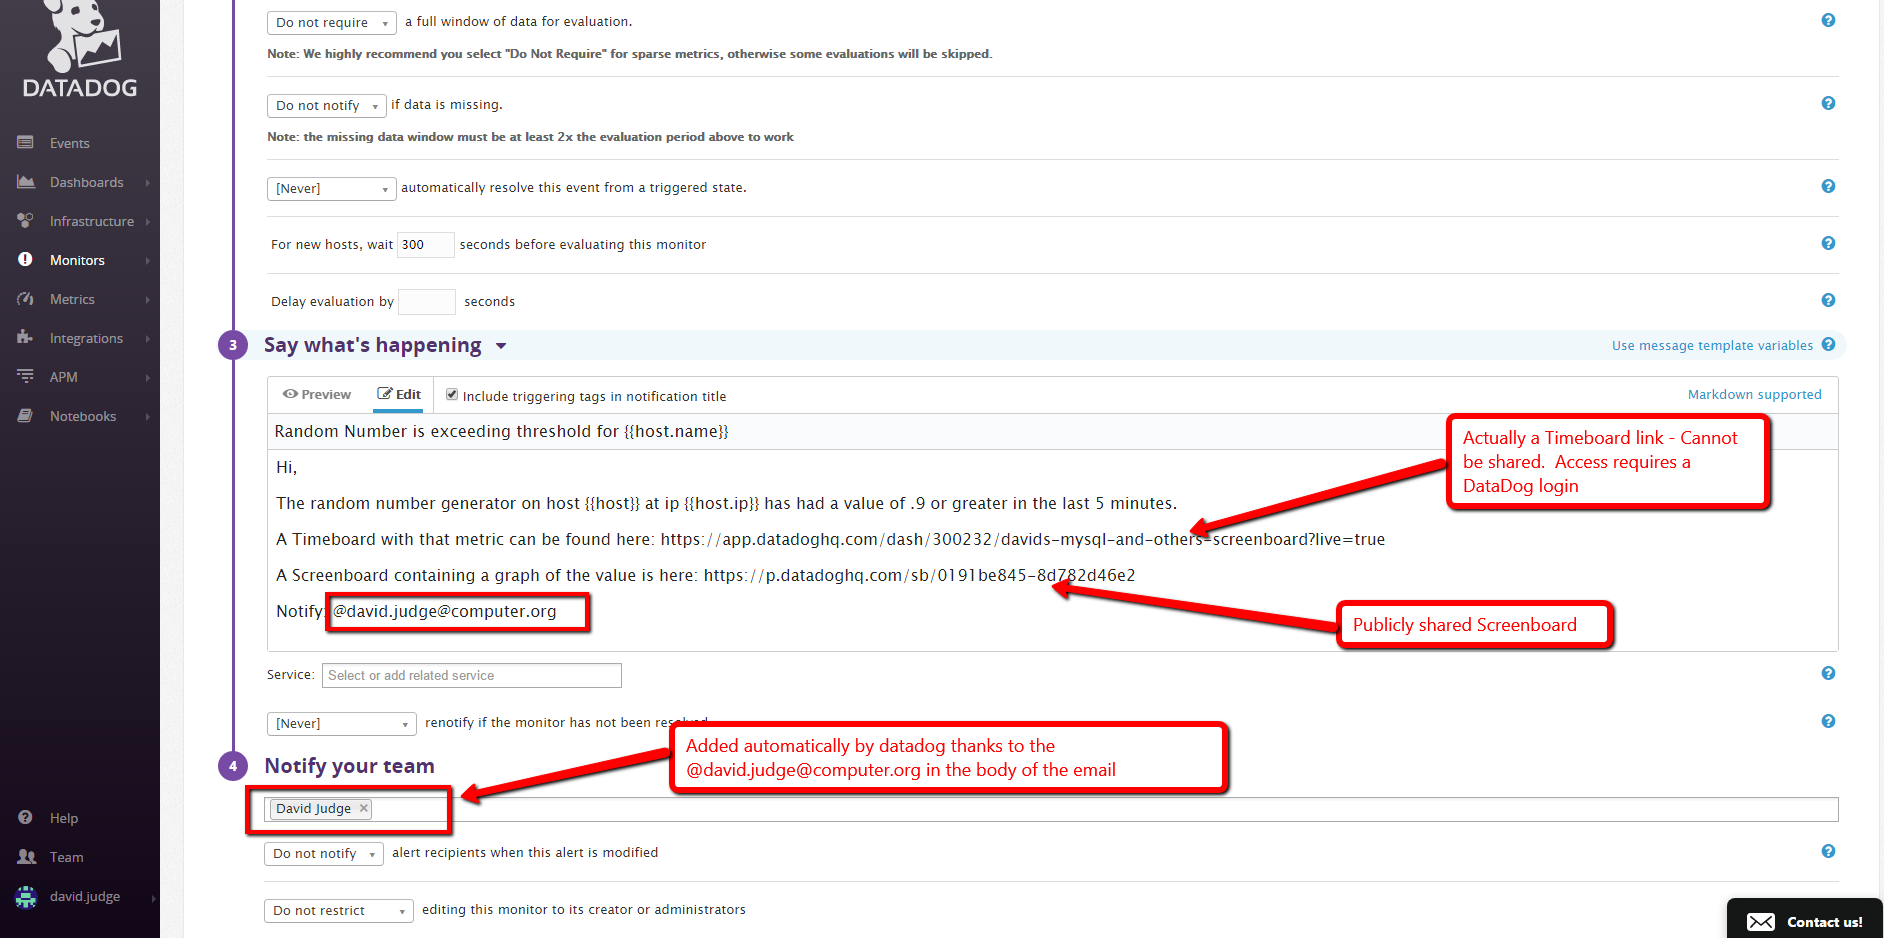 DATADOG
Events
Dashboards
Infrastructure
Monitors
Metrics
Integrations
APM
Notebooks
Help
Team
david.judge
Do not require a full window of data for evaluation.
Note: We highly recommend you select "Do Not Require" for sparse metrics, otherwise some evaluations will be skipped.
Do not notify if data is missing.
Note: the missing data window must be at least 2x the evaluation period above to work
[Never] automatically resolve this event from a triggered state.
For new hosts, wait 300 seconds before evaluating this monitor
Delay evaluation by seconds
3 Say what's happening Use message template variables
Preview Edit Include triggering tags in notification title Markdown supported
Random Number is exceeding threshold for {{host.name}}
Hi,
The random number generator on host {{host}} at ip {{host.ip}} has had a value of .9 or greater in the last 5 minutes.
A Timeboard with that metric can be found here: https://app.datadoghq.com/dash/300232/davids-mysql-and-others-screenboard?live=true
A Screenboard containing a graph of the value is here: https://p.datadoghq.com/sb/0191be845-8d782d46e2
Notify: @david.judge@computer.org
Actually a Timeboard link - Cannot
be shared. Access requires a
DataDog login
Publicly shared Screenboard
Service: Select or add related service
[Never] renotify if the monitor has not been resolved.
Added automatically by datadog thanks to the
@david.judge@computer.org in the body of the email
4 Notify your team
David Judge ×
Do not notify alert recipients when this alert is modified
Do not restrict editing this monitor to its creator or administrators
Contact us!